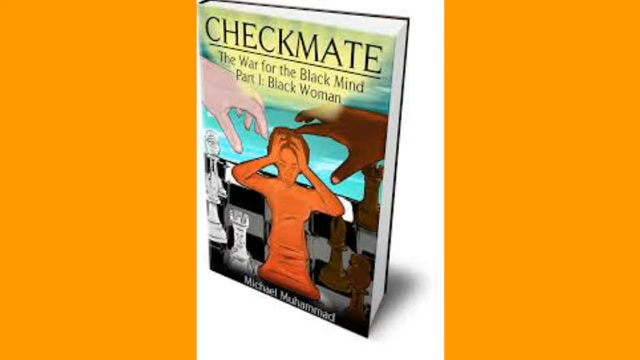 CHECKMATE
The War for the Black Mind
Part I: Black Woman
Michael Muhammad